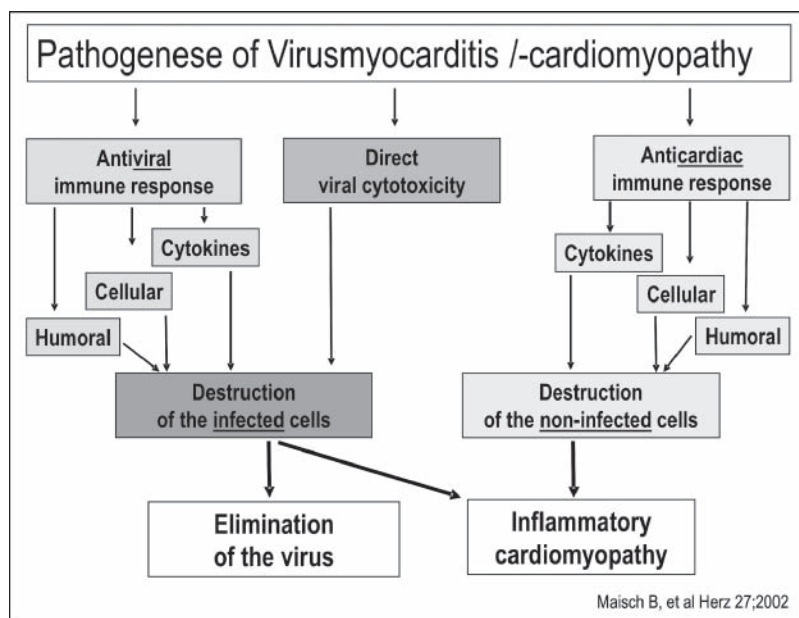 Pathogenese of Virusmyocarditis /-cardiomyopathy
Antiviral
immune response
Direct
viral cytotoxicity
Anticardiac
immune response
Cytokines
Cellular
Humoral
Cytokines
Cellular
Humoral
Destruction
of the infected cells
Destruction
of the non-infected cells
Elimination
of the virus
Inflammatory
cardiomyopathy
Maisch B, et al Herz 27;2002